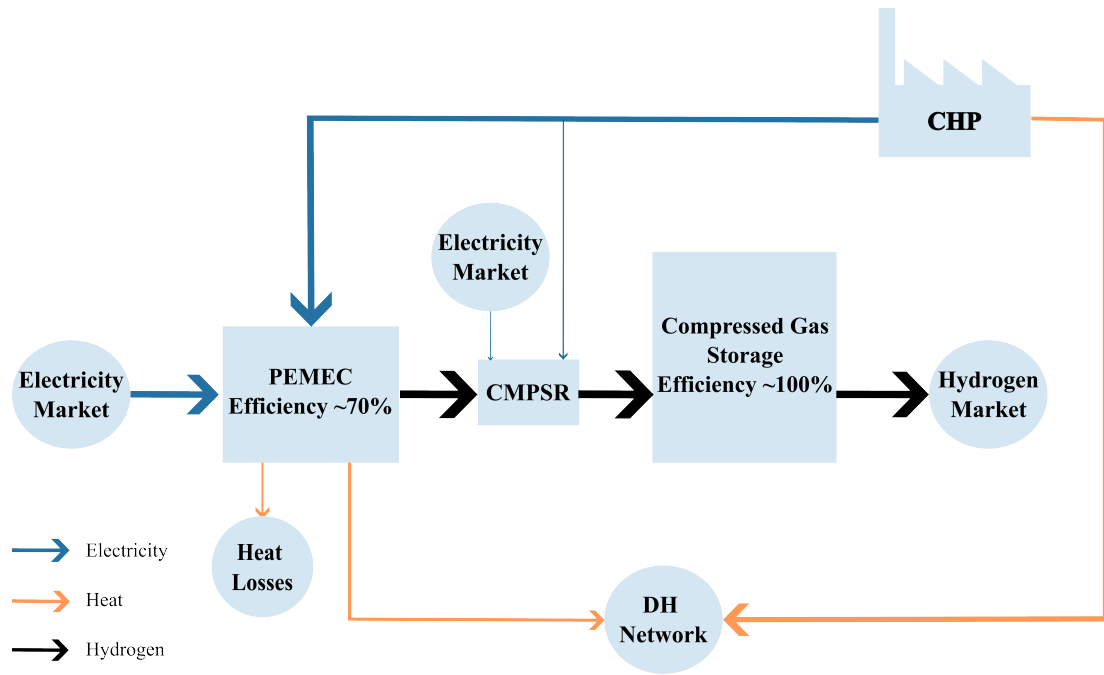 CHP
Electricity
Market
Compressed Gas
Storage
Efficiency ~100%
Electricity
Market
PEMEC
Efficiency ~70%
CMPSR
Hydrogen
Market
Heat
Losses
DH
Network
Electricity
Heat
Hydrogen